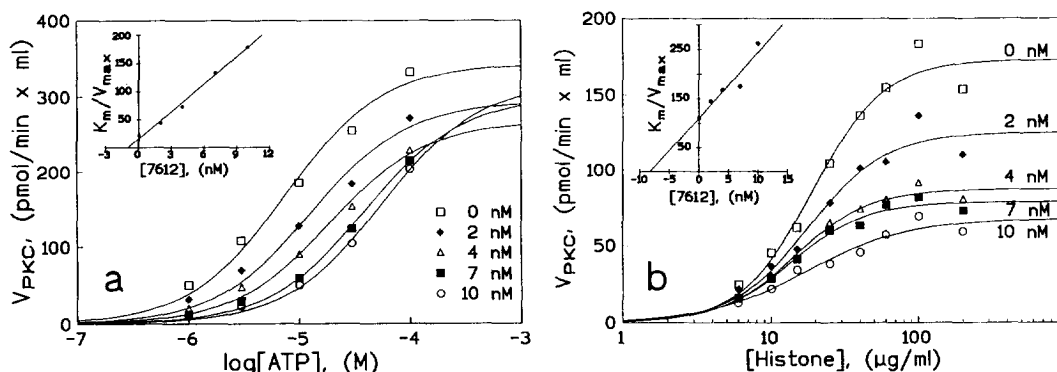 400
300
200
100
0
V_PKC, (pmol/min x ml)
200
150
100
50
K_m/V_max
-3 0 3 6 9 12
[7612], (nM)
□ 0 nM
◆ 2 nM
△ 4 nM
■ 7 nM
○ 10 nM
a
-7 -6 -5 -4 -3
log[ATP], (M)
200
150
100
50
0
V_PKC, (pmol/min x ml)
250
150
50
K_m/V_max
-10 -5 0 5 10 15
[7612], (nM)
0 nM
2 nM
4 nM
7 nM
10 nM
b
1 10 100
[Histone], (μg/ml)